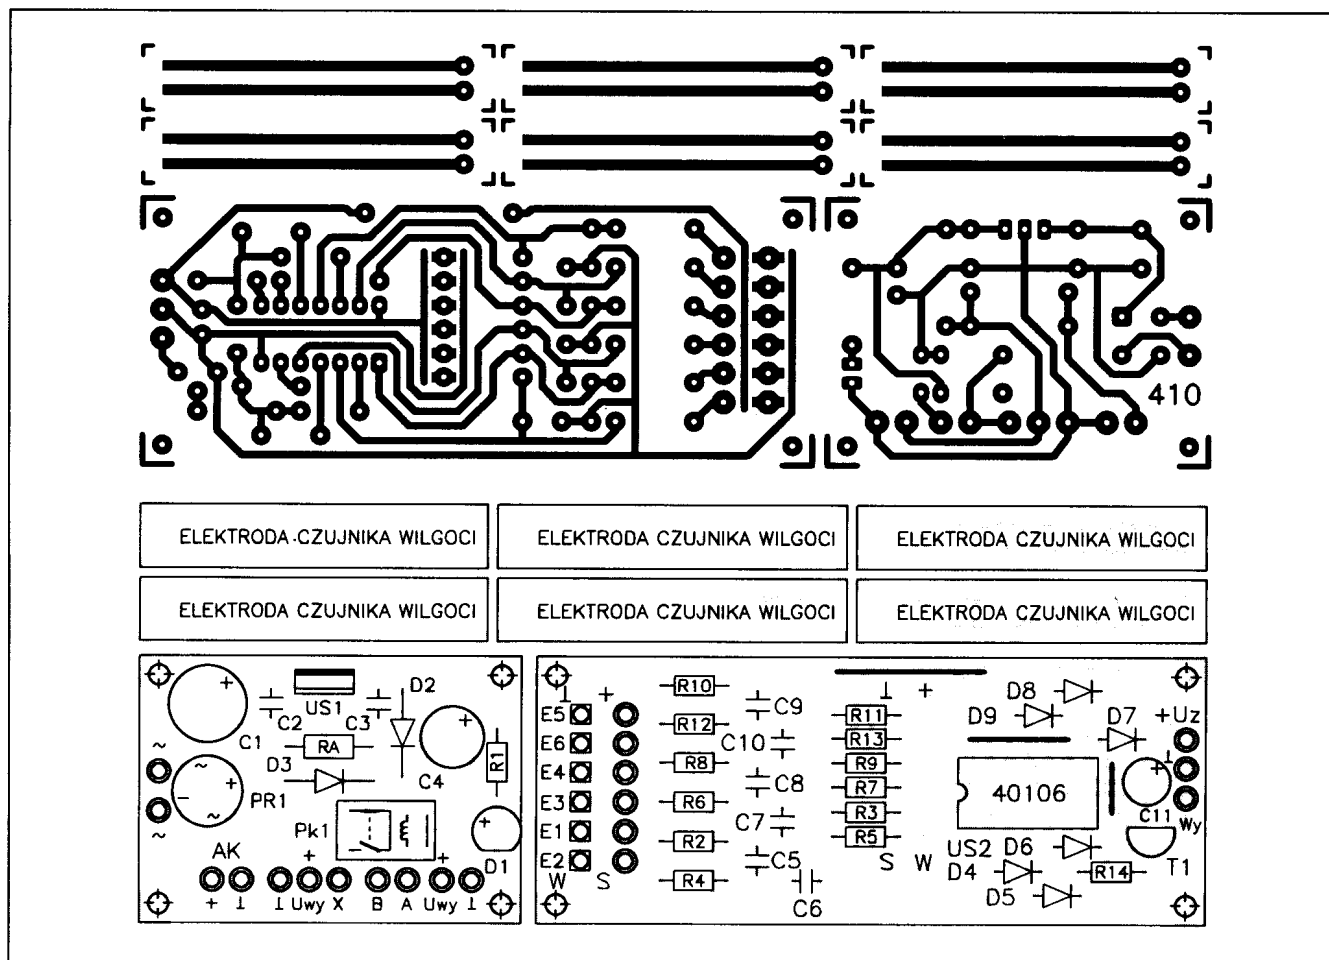 410
ELEKTRODA CZUJNIKA WILGOCI
ELEKTRODA CZUJNIKA WILGOCI
ELEKTRODA CZUJNIKA WILGOCI
ELEKTRODA CZUJNIKA WILGOCI
ELEKTRODA CZUJNIKA WILGOCI
ELEKTRODA CZUJNIKA WILGOCI
+
US1
C2
C3
D2
C1
RA
~
D3
C4
R1
PR1
~
+
-
~
~
Pk1
+
D1
AK
+
+
+ ⊥ ⊥ Uwy X B A Uwy ⊥
⊥ +
R10
C9
⊥ +
D8
E5
R12
R11
D9
D7
+Uz
E6
C10
R13
E4
R8
R9
⊥
C8
R7
40106
+
E3
R6
R3
C11
E1
C7
R5
Wy
R2
E2
C5
S W
US2
D6
T1
W S
R4
D4
R14
C6
D5